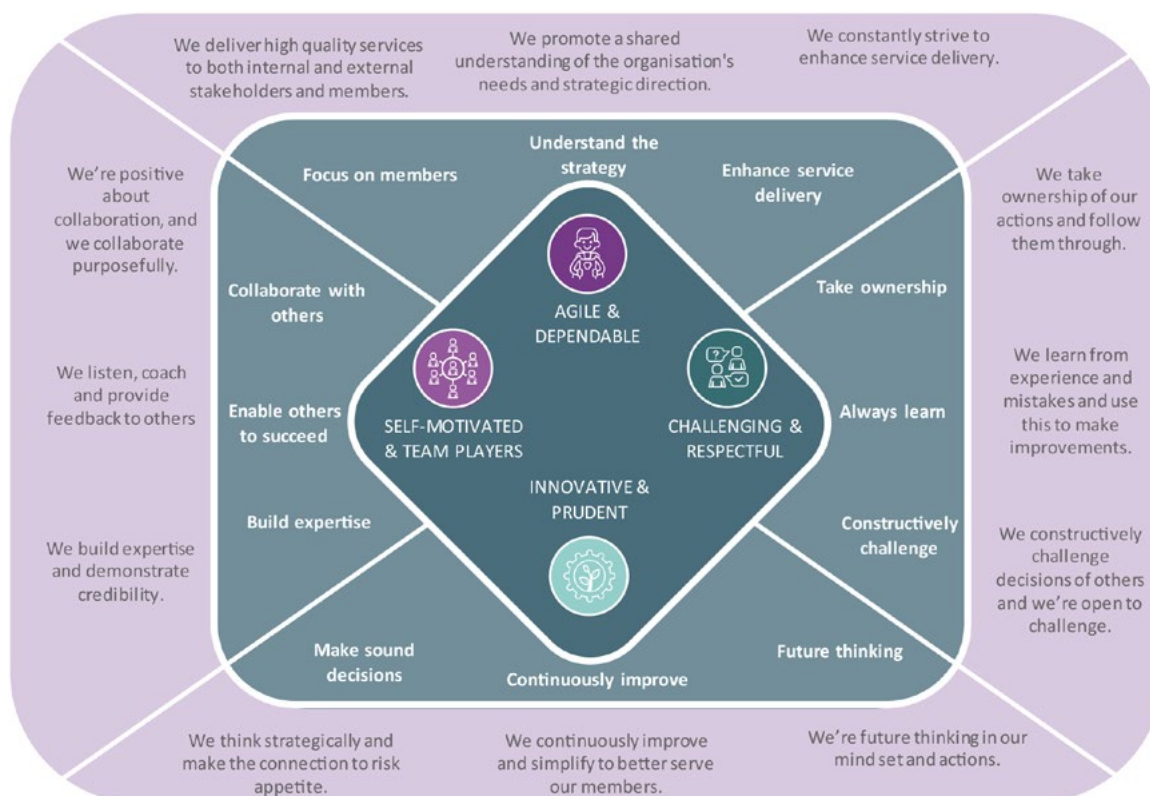 We deliver high quality services
to both internal and external
stakeholders and members.
We promote a shared
understanding of the organisation's
needs and strategic direction.
We constantly strive to
enhance service delivery.
Focus on members
Understand the
strategy
Enhance service
delivery
We're positive
about
collaboration, and
we collaborate
purposefully.
We take
ownership of our
actions and follow
them through.
Collaborate with
others
Take ownership
AGILE &
DEPENDABLE
We listen, coach
and provide
feedback to others
Enable others
to succeed
SELF-MOTIVATED
& TEAM PLAYERS
?
CHALLENGING &
RESPECTFUL
Always learn
We learn from
experience and
mistakes and use
this to make
improvements.
INNOVATIVE &
PRUDENT
Build expertise
Constructively
challenge
We build expertise
and demonstrate
credibility.
We constructively
challenge
decisions of others
and we're open to
challenge.
Make sound
decisions
Continuously improve
Future thinking
We think strategically and
make the connection to risk
appetite.
We continuously improve
and simplify to better serve
our members.
We're future thinking in our
mind set and actions.